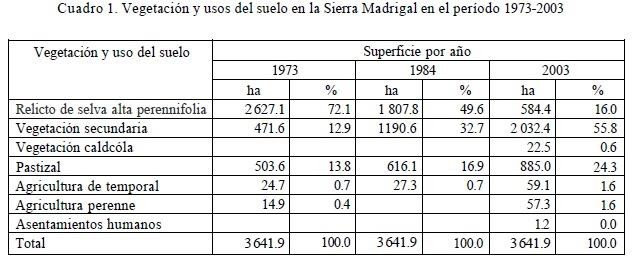 Cuadro 1. Vegetación y usos del suelo en la Sierra Madrigal en el período 1973-2003
Vegetación y uso del suelo Superfície por año
1973 1984 2003
ha % ha % ha %
Relicto de selva alta perennifolia 2 627.1 72.1 1 807.8 49.6 584.4 16.0
Vegetación secundaria 471.6 12.9 1190.6 32.7 2 032.4 55.8
Vegetación caldcóla 22.5 0.6
Pastizal 503.6 13.8 616.1 16.9 885.0 24.3
Agricultura de temporal 24.7 0.7 27.3 0.7 59.1 1.6
Agricultura perenne 14.9 0.4 57.3 1.6
Asentamientos humanos 1.2 0.0
Total 3 641.9 100.0 3 641.9 100.0 3 641.9 100.0